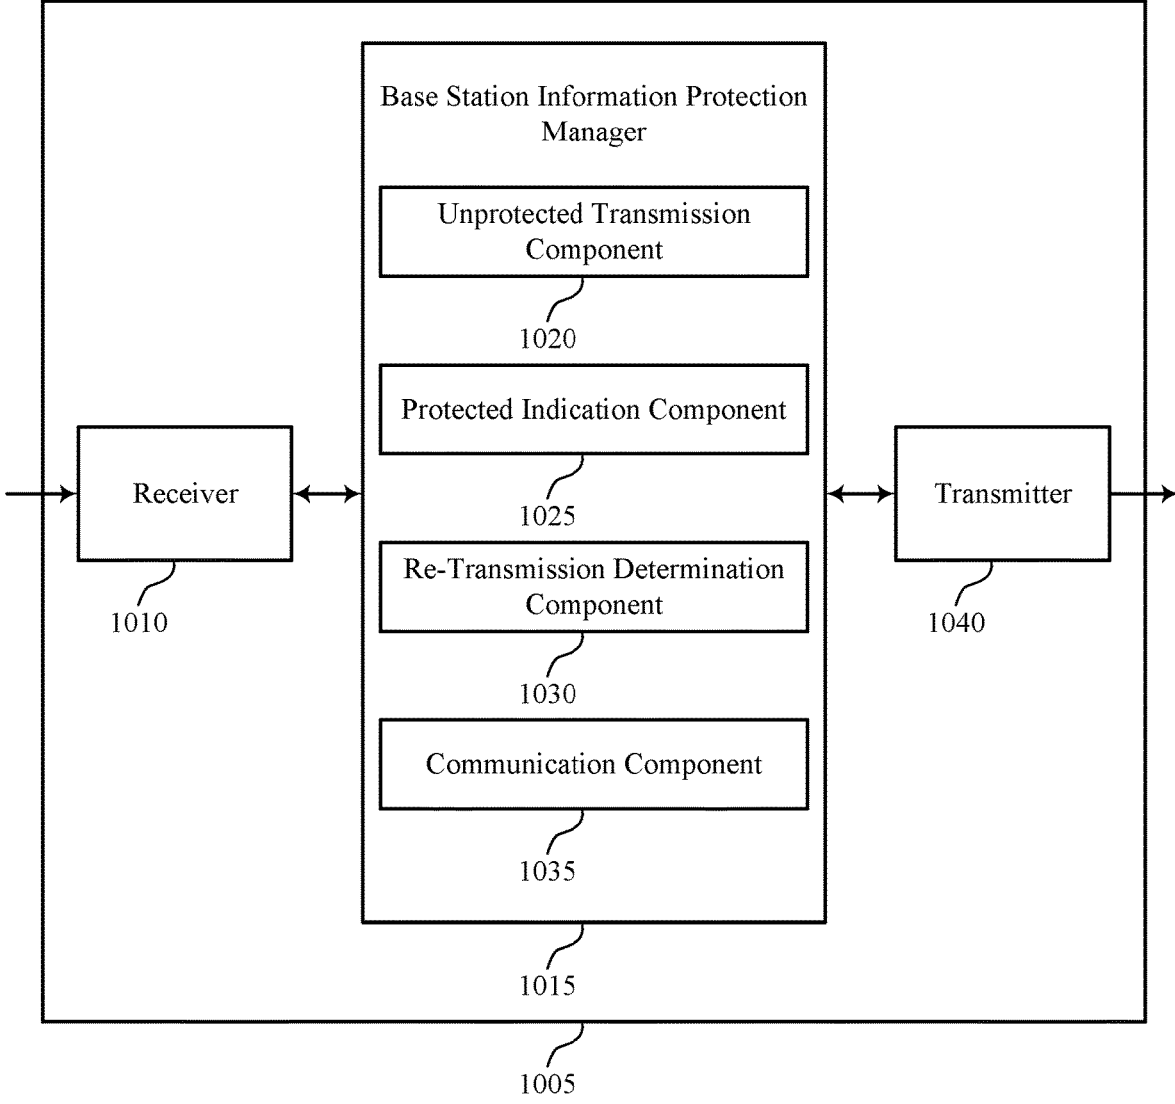 Base Station Information Protection
Manager
Unprotected Transmission
Component
1020
Protected Indication Component
1025
Receiver
1010
Transmitter
1040
Re-Transmission Determination
Component
1030
Communication Component
1035
1015
1005